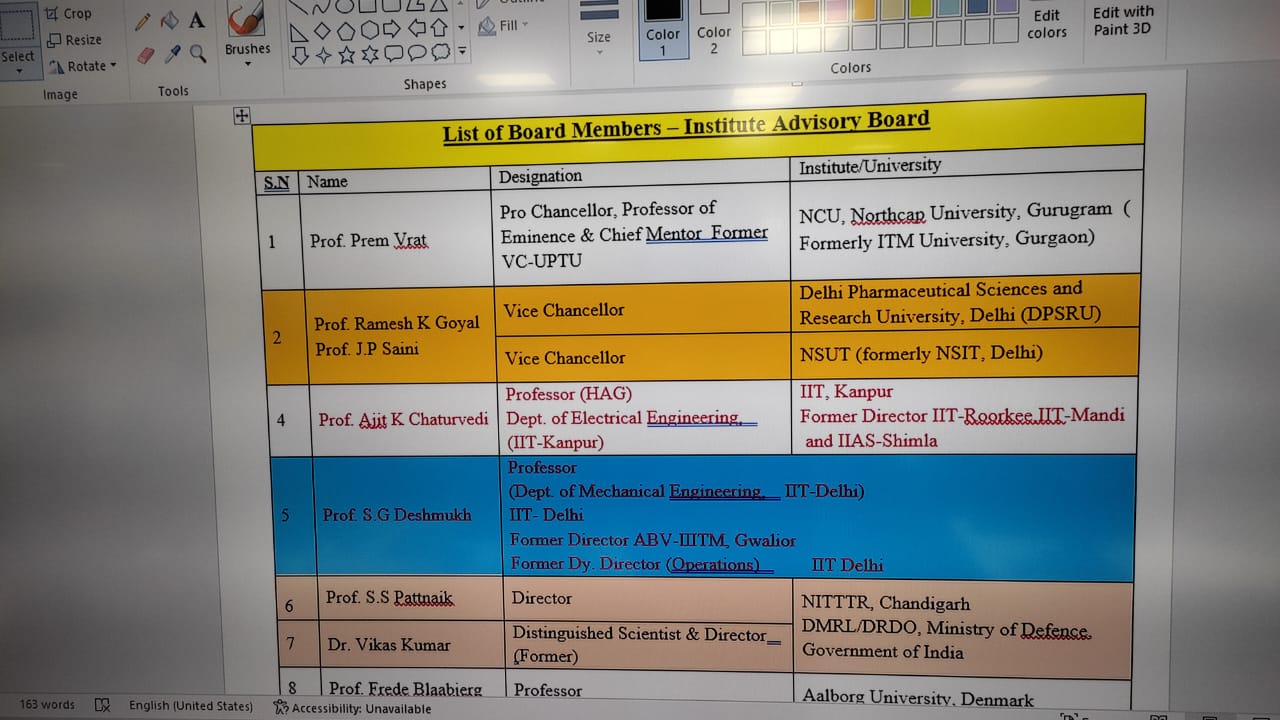 Crop
Resize
Select
Rotate
Image
A
Tools
Brushes
Fill
Shapes
Size
Color
1
Color
2
Colors
Edit
colors
Edit with
Paint 3D
List of Board Members – Institute Advisory Board
S.N Name Designation Institute/University
1 Prof. Prem Vrat
Pro Chancellor, Professor of
Eminence & Chief Mentor Former
VC-UPTU
NCU, Northcap University, Gurugram (
Formerly ITM University, Gurgaon)
2
Prof. Ramesh K Goyal
Prof. J.P Saini
Vice Chancellor
Delhi Pharmaceutical Sciences and
Research University, Delhi (DPSRU)
Vice Chancellor
NSUT (formerly NSIT, Delhi)
4 Prof. Ajit K Chaturvedi
Professor (HAG)
Dept. of Electrical Engineering,
(IIT-Kanpur)
IIT, Kanpur
Former Director IIT-Roorkee,IIT-Mandi
and IIAS-Shimla
5 Prof. S.G Deshmukh
Professor
(Dept. of Mechanical Engineering, IIT-Delhi)
IIT- Delhi
Former Director ABV-IIITM, Gwalior
Former Dy. Director (Operations) IIT Delhi
6 Prof. S.S Pattnaik Director
NITTTR, Chandigarh
7 Dr. Vikas Kumar
Distinguished Scientist & Director
(Former)
DMRL/DRDO, Ministry of Defence,
Government of India
8 Prof. Frede Blaabjerg Professor Aalborg University, Denmark
163 words English (United States) Accessibility: Unavailable